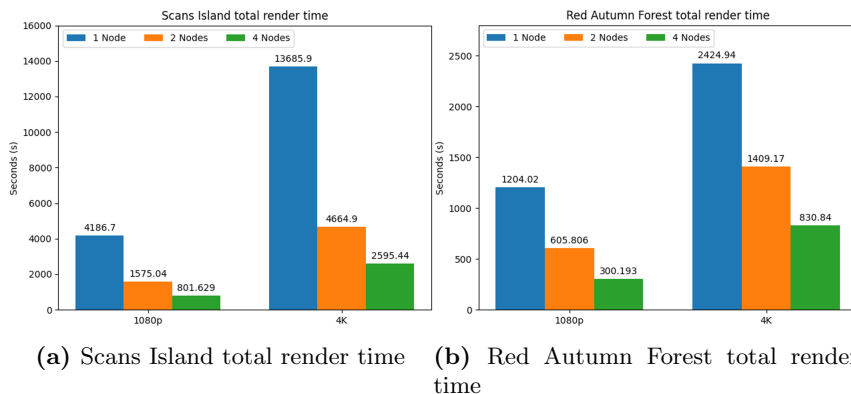 Scans Island total render time
1 Node 2 Nodes 4 Nodes
Seconds (s)
16000
14000
12000
10000
8000
6000
4000
2000
0
4186.7
1575.04
801.629
13685.9
4664.9
2595.44
1080p 4K
Red Autumn Forest total render time
1 Node 2 Nodes 4 Nodes
Seconds (s)
2500
2000
1500
1000
500
0
1204.02
605.806
300.193
2424.94
1409.17
830.84
1080p 4K
(a) Scans Island total render time
(b) Red Autumn Forest total render
time